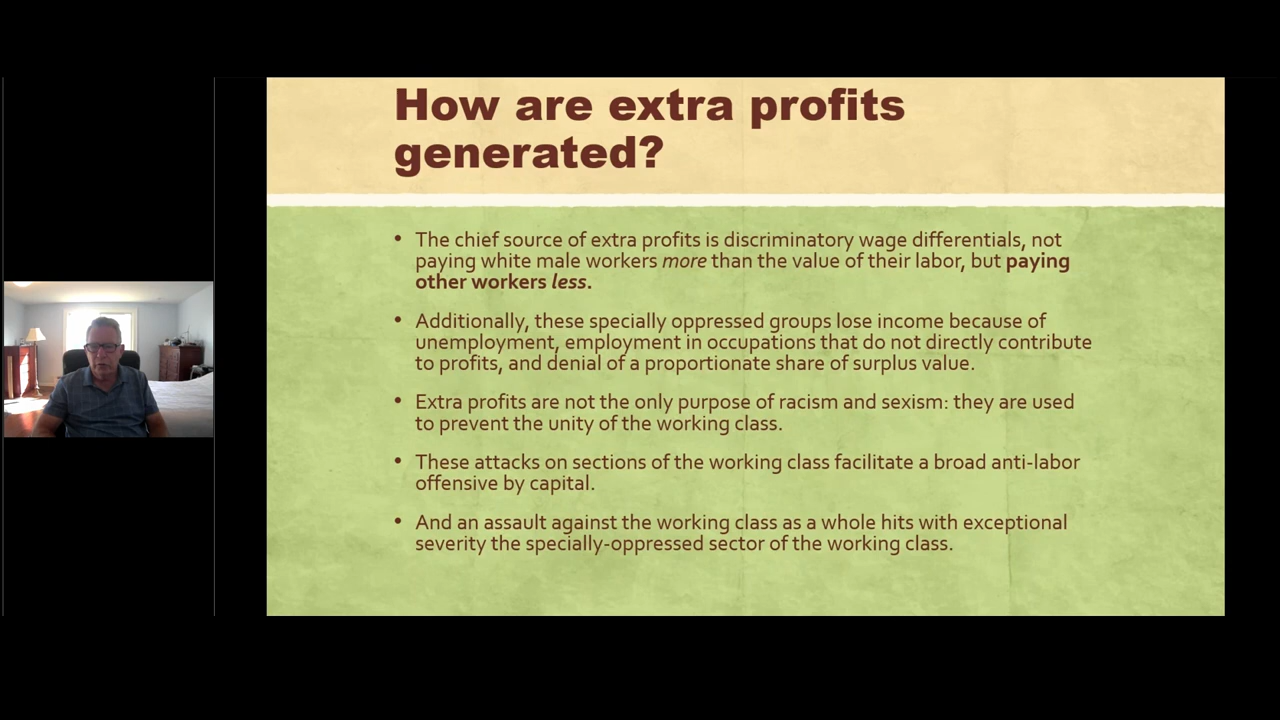 How are extra profits
generated?
• The chief source of extra profits is discriminatory wage differentials, not
paying white male workers more than the value of their labor, but paying
other workers less.
• Additionally, these specially oppressed groups lose income because of
unemployment, employment in occupations that do not directly contribute
to profits, and denial of a proportionate share of surplus value.
• Extra profits are not the only purpose of racism and sexism: they are used
to prevent the unity of the working class.
• These attacks on sections of the working class facilitate a broad anti-labor
offensive by capital.
• And an assault against the working class as a whole hits with exceptional
severity the specially-oppressed sector of the working class.